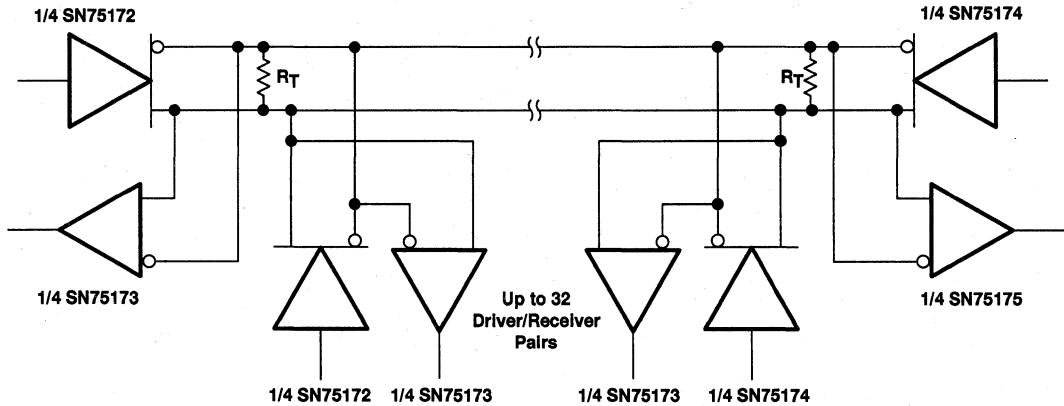 1/4 SN75172
1/4 SN75174
RT
RT
1/4 SN75173
1/4 SN75175
Up to 32
Driver/Receiver
Pairs
1/4 SN75172
1/4 SN75173
1/4 SN75173
1/4 SN75174